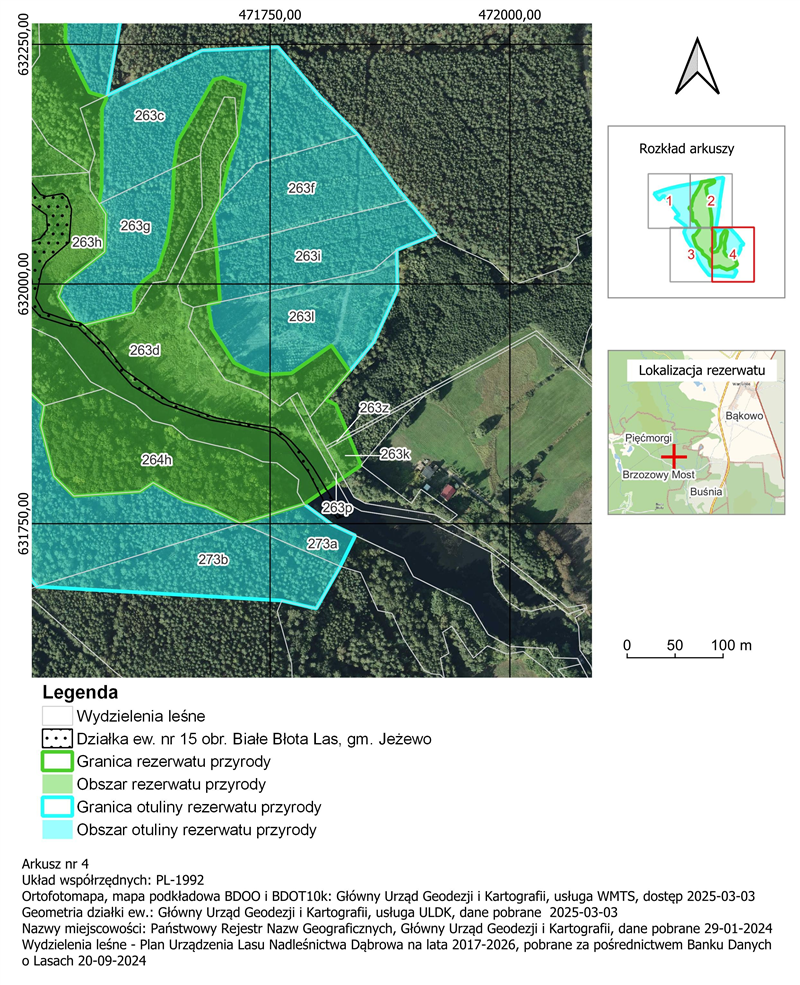 471750,00
472000,00
632250,00
632000,00
631750,00
263c
263f
263g
263h
263i
263l
263d
263z
263k
264h
263p
273a
273b
Rozkład arkuszy
1
2
3
4
Lokalizacja rezerwatu
Bąkowo
Pięćmorgi
Brzozowy Most
Buśnia
0 50 100 m
Legenda
Wydzielenia leśne
Działka ew. nr 15 obr. Białe Błota Las, gm. Jeżewo
Granica rezerwatu przyrody
Obszar rezerwatu przyrody
Granica otuliny rezerwatu przyrody
Obszar otuliny rezerwatu przyrody
Arkusz nr 4
Układ współrzędnych: PL-1992
Ortofotomapa, mapa podkładowa BDOO i BDOT10k: Główny Urząd Geodezji i Kartografii, usługa WMTS, dostęp 2025-03-03
Geometria działki ew.: Główny Urząd Geodezji i Kartografii, usługa ULDK, dane pobrane 2025-03-03
Nazwy miejscowości: Państwowy Rejestr Nazw Geograficznych, Główny Urząd Geodezji i Kartografii, dane pobrane 29-01-2024
Wydzielenia leśne - Plan Urządzenia Lasu Nadleśnictwa Dąbrowa na lata 2017-2026, pobrane za pośrednictwem Banku Danych
o Lasach 20-09-2024